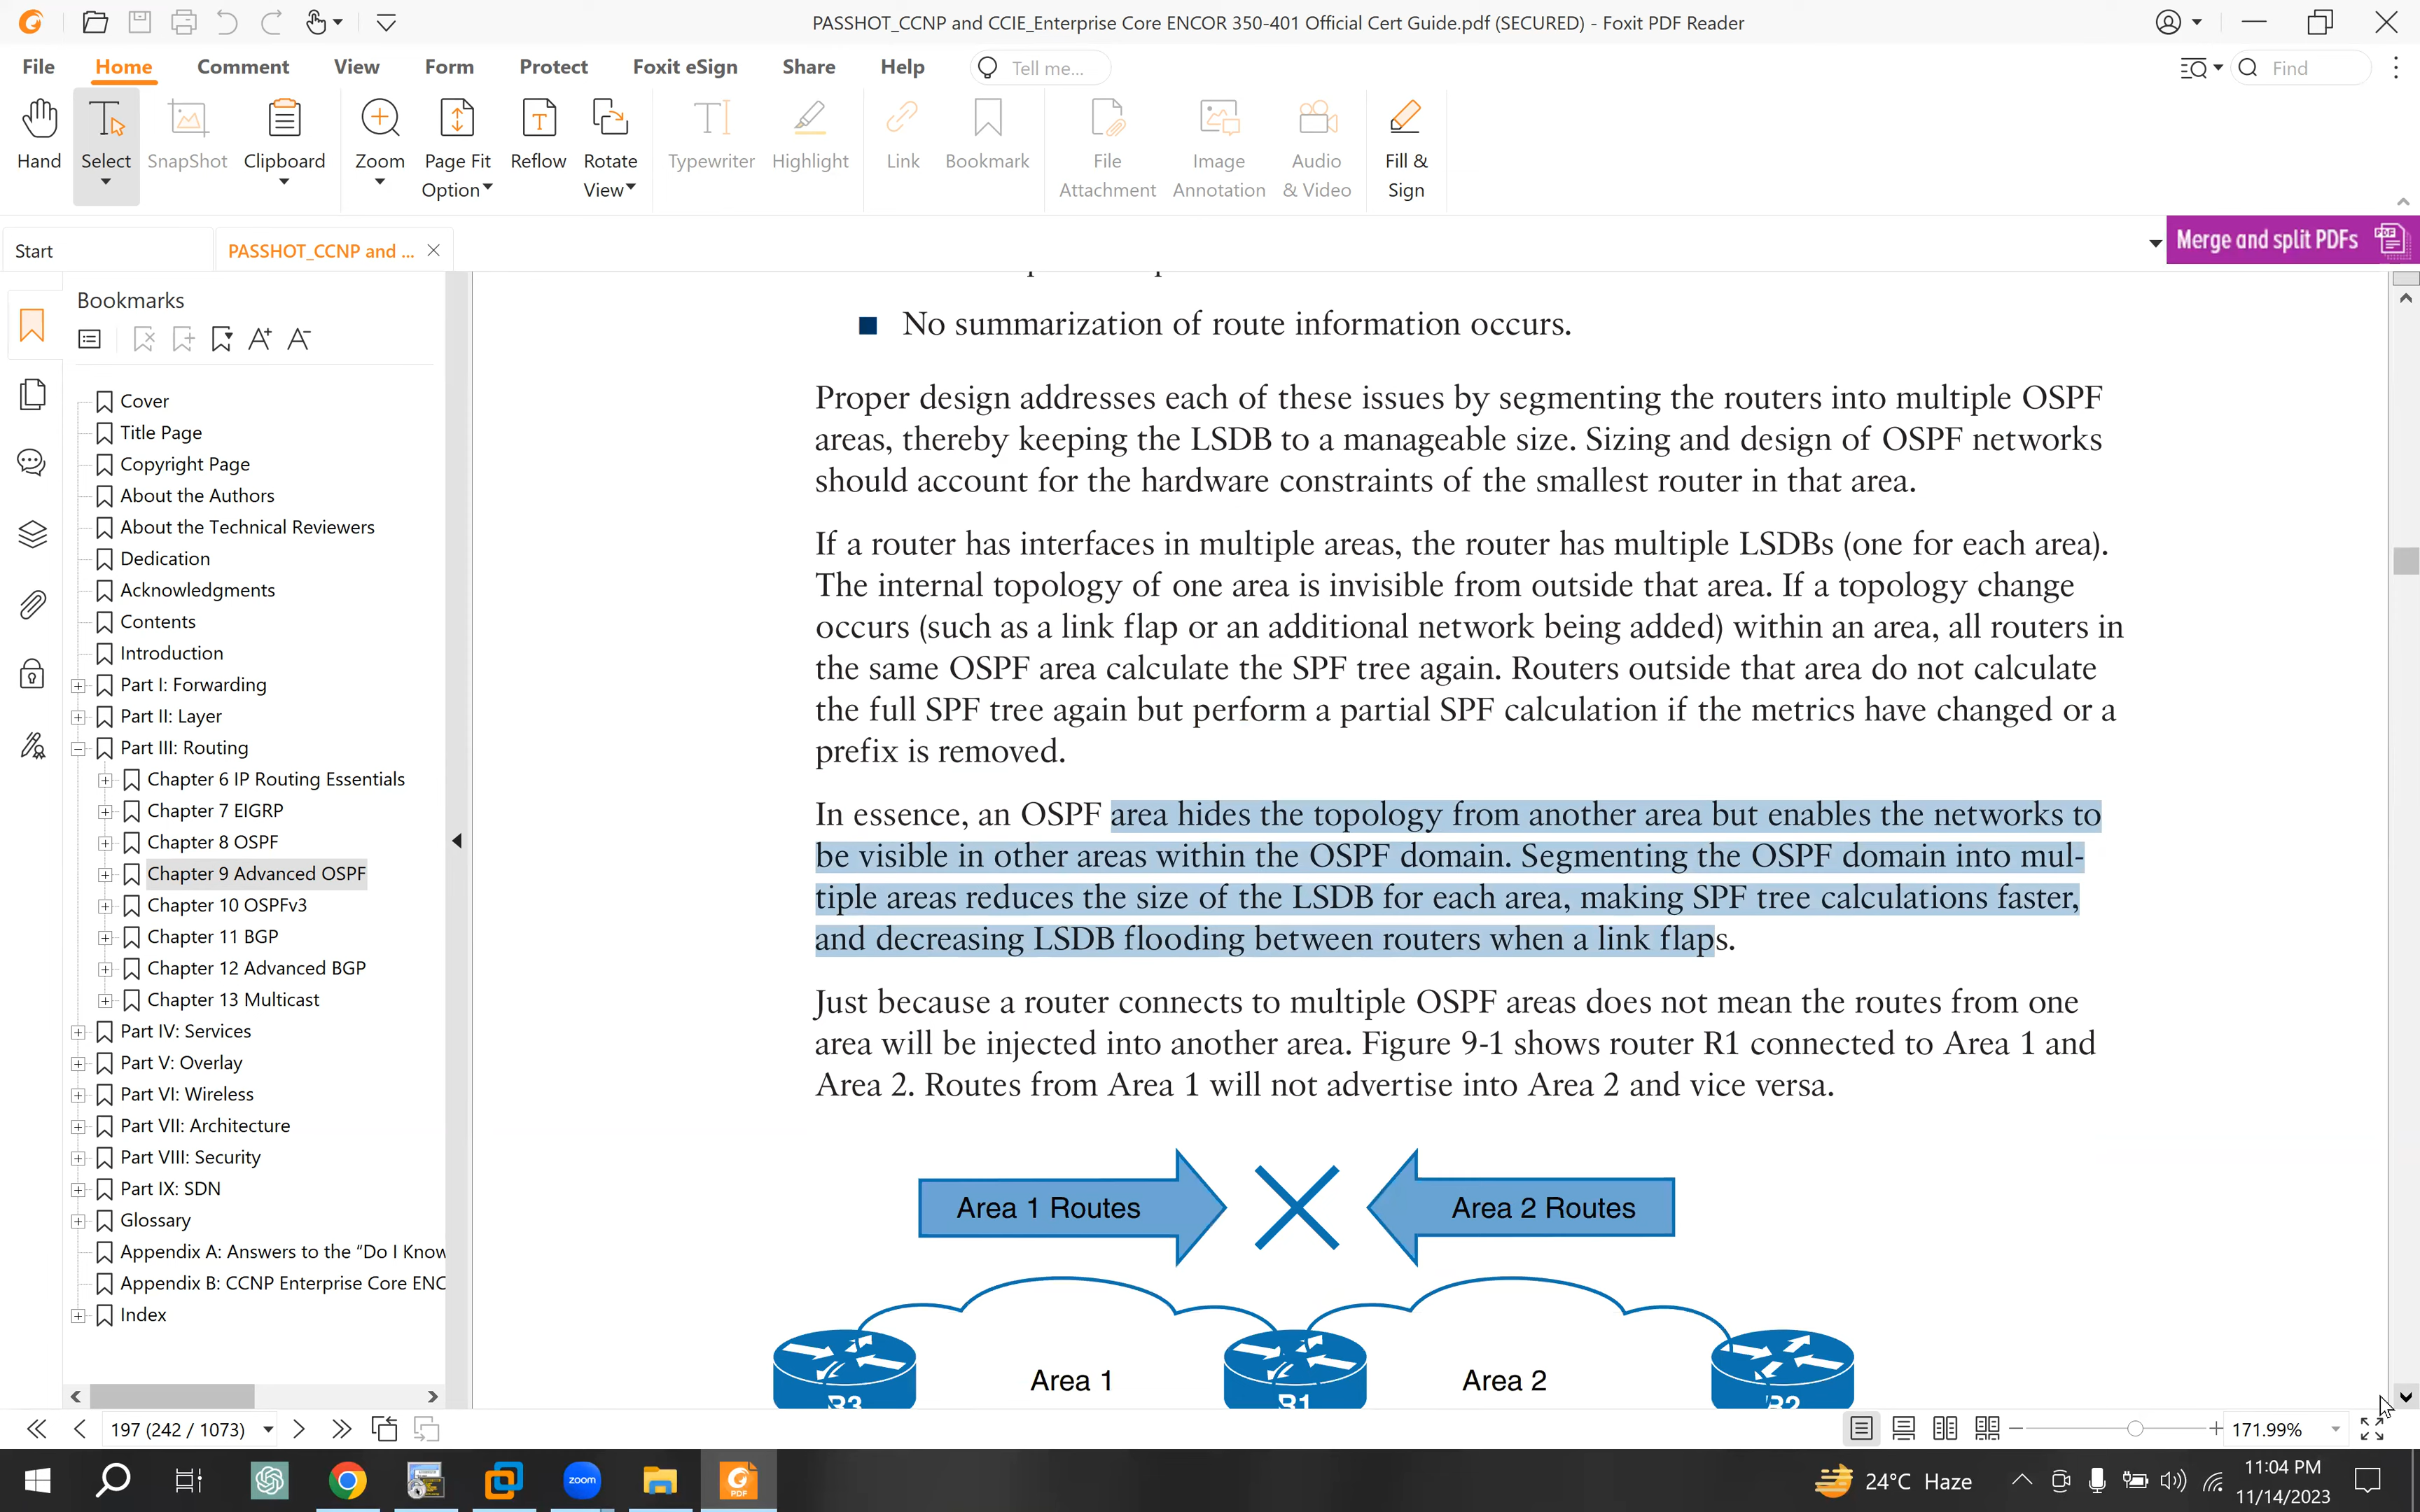 PASSHOT_CCNP and CCIE_Enterprise Core ENCOR 350-401 Official Cert Guide.pdf (SECURED) - Foxit PDF Reader
File Home Comment View Form Protect Foxit eSign Share Help Tell me... Find
Hand Select SnapShot Clipboard Zoom Page Fit Option Reflow Rotate View Typewriter Highlight Link Bookmark File Attachment Image Annotation Audio & Video Fill & Sign
Start PASSHOT_CCNP and ... Merge and split PDFs
Bookmarks
Cover
Title Page
Copyright Page
About the Authors
About the Technical Reviewers
Dedication
Acknowledgments
Contents
Introduction
Part I: Forwarding
Part II: Layer
Part III: Routing
Chapter 6 IP Routing Essentials
Chapter 7 EIGRP
Chapter 8 OSPF
Chapter 9 Advanced OSPF
Chapter 10 OSPFv3
Chapter 11 BGP
Chapter 12 Advanced BGP
Chapter 13 Multicast
Part IV: Services
Part V: Overlay
Part VI: Wireless
Part VII: Architecture
Part VIII: Security
Part IX: SDN
Glossary
Appendix A: Answers to the “Do I Know
Appendix B: CCNP Enterprise Core ENC
Index
■ No summarization of route information occurs.
Proper design addresses each of these issues by segmenting the routers into multiple OSPF
areas, thereby keeping the LSDB to a manageable size. Sizing and design of OSPF networks
should account for the hardware constraints of the smallest router in that area.
If a router has interfaces in multiple areas, the router has multiple LSDBs (one for each area).
The internal topology of one area is invisible from outside that area. If a topology change
occurs (such as a link flap or an additional network being added) within an area, all routers in
the same OSPF area calculate the SPF tree again. Routers outside that area do not calculate
the full SPF tree again but perform a partial SPF calculation if the metrics have changed or a
prefix is removed.
In essence, an OSPF area hides the topology from another area but enables the networks to
be visible in other areas within the OSPF domain. Segmenting the OSPF domain into mul-
tiple areas reduces the size of the LSDB for each area, making SPF tree calculations faster,
and decreasing LSDB flooding between routers when a link flaps.
Just because a router connects to multiple OSPF areas does not mean the routes from one
area will be injected into another area. Figure 9-1 shows router R1 connected to Area 1 and
Area 2. Routes from Area 1 will not advertise into Area 2 and vice versa.
Area 1 Routes Area 2 Routes
Area 1 Area 2
R3 R1 R2
197 (242 / 1073) 171.99%
zoom PDF 24°C Haze 11:04 PM
11/14/2023